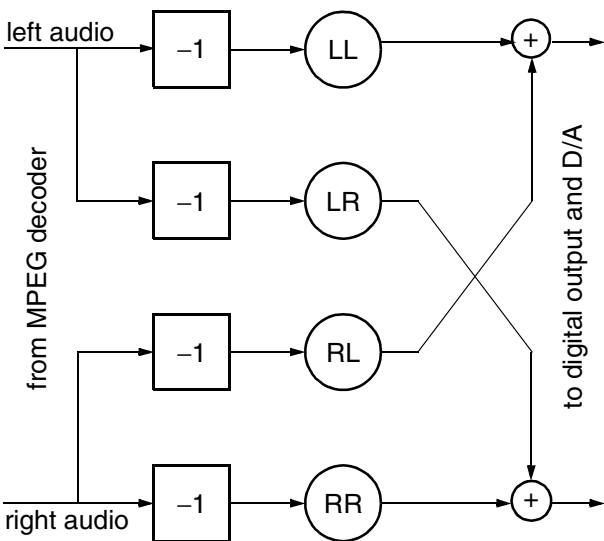 left audio
−1
LL
+
−1
LR
from MPEG decoder
to digital output and D/A
−1
RL
−1
RR
+
right audio